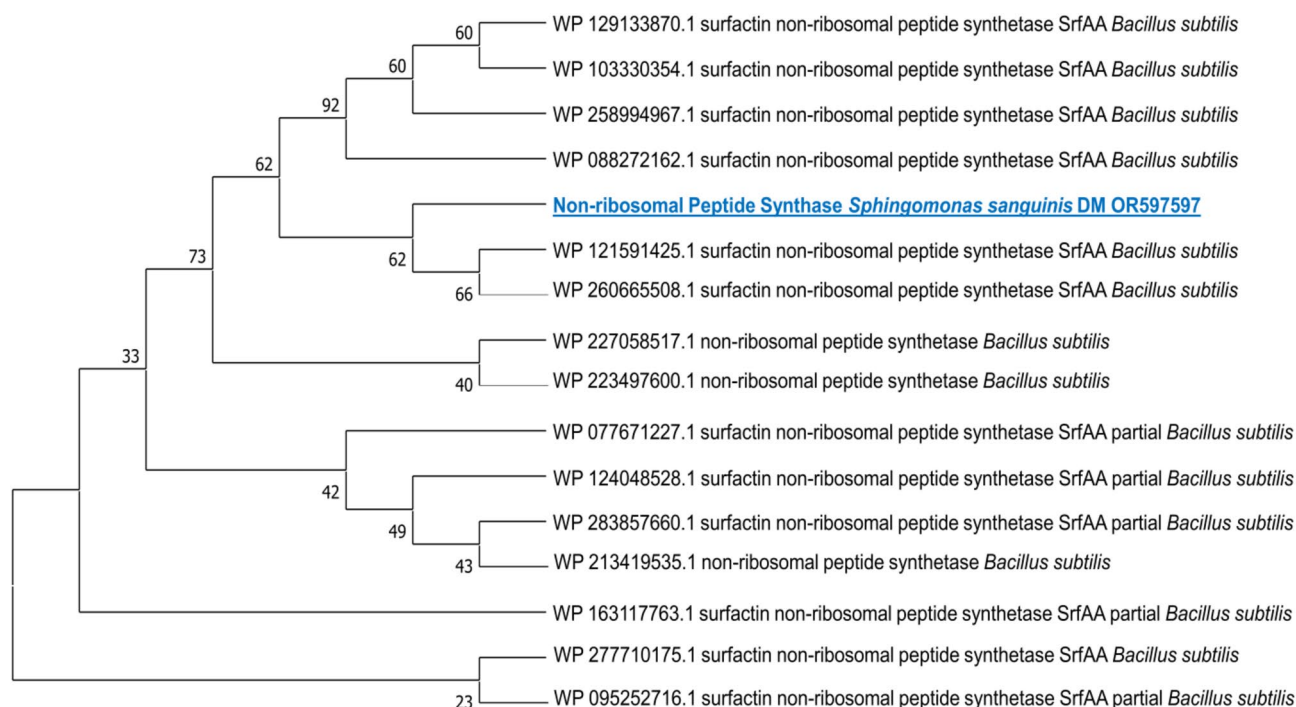 60
WP 129133870.1 surfactin non-ribosomal peptide synthetase SrfAA Bacillus subtilis
60
WP 103330354.1 surfactin non-ribosomal peptide synthetase SrfAA Bacillus subtilis
92
WP 258994967.1 surfactin non-ribosomal peptide synthetase SrfAA Bacillus subtilis
62
WP 088272162.1 surfactin non-ribosomal peptide synthetase SrfAA Bacillus subtilis
Non-ribosomal Peptide Synthase Sphingomonas sanguinis DM OR597597
73
62
WP 121591425.1 surfactin non-ribosomal peptide synthetase SrfAA Bacillus subtilis
66
WP 260665508.1 surfactin non-ribosomal peptide synthetase SrfAA Bacillus subtilis
33
WP 227058517.1 non-ribosomal peptide synthetase Bacillus subtilis
40
WP 223497600.1 non-ribosomal peptide synthetase Bacillus subtilis
WP 077671227.1 surfactin non-ribosomal peptide synthetase SrfAA partial Bacillus subtilis
42
WP 124048528.1 surfactin non-ribosomal peptide synthetase SrfAA partial Bacillus subtilis
49
WP 283857660.1 surfactin non-ribosomal peptide synthetase SrfAA partial Bacillus subtilis
43
WP 213419535.1 non-ribosomal peptide synthetase Bacillus subtilis
WP 163117763.1 surfactin non-ribosomal peptide synthetase SrfAA partial Bacillus subtilis
WP 277710175.1 surfactin non-ribosomal peptide synthetase SrfAA Bacillus subtilis
23
WP 095252716.1 surfactin non-ribosomal peptide synthetase SrfAA partial Bacillus subtilis